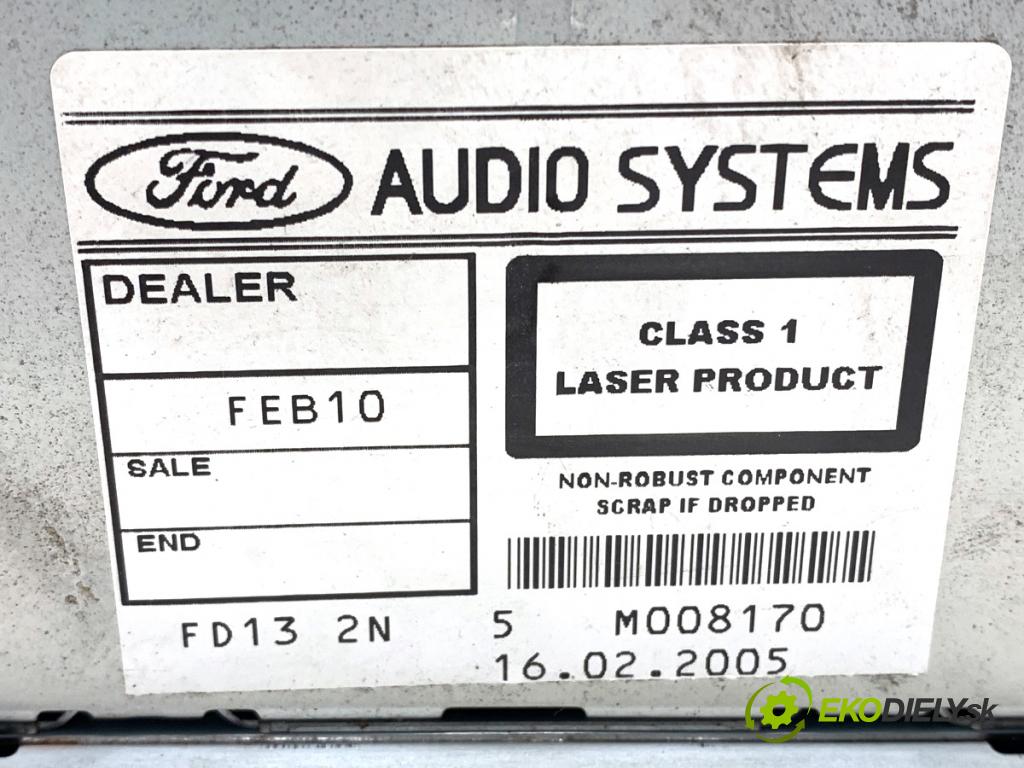 Ford AUDIO SYSTEMS
DEALER
FEB10
SALE
END
CLASS 1
LASER PRODUCT
NON-ROBUST COMPONENT
SCRAP IF DROPPED
FD13 2N 5 M008170
16.02.2005
EKODIELY.sk